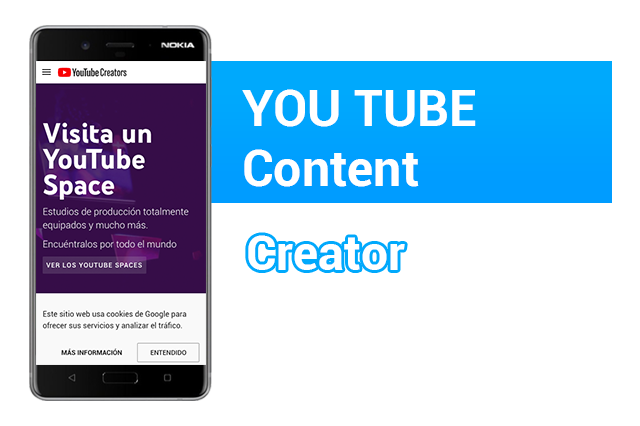 NOKIA
YouTube Creators
Visita un
YouTube
Space
Estudios de producción totalmente
equipados y mucho más.
Encuéntralos por todo el mundo
VER LOS YOUTUBE SPACES
Este sitio web usa cookies de Google para
ofrecer sus servicios y analizar el tráfico.
MÁS INFORMACIÓN
ENTENDIDO
YOU TUBE
Content
Creator